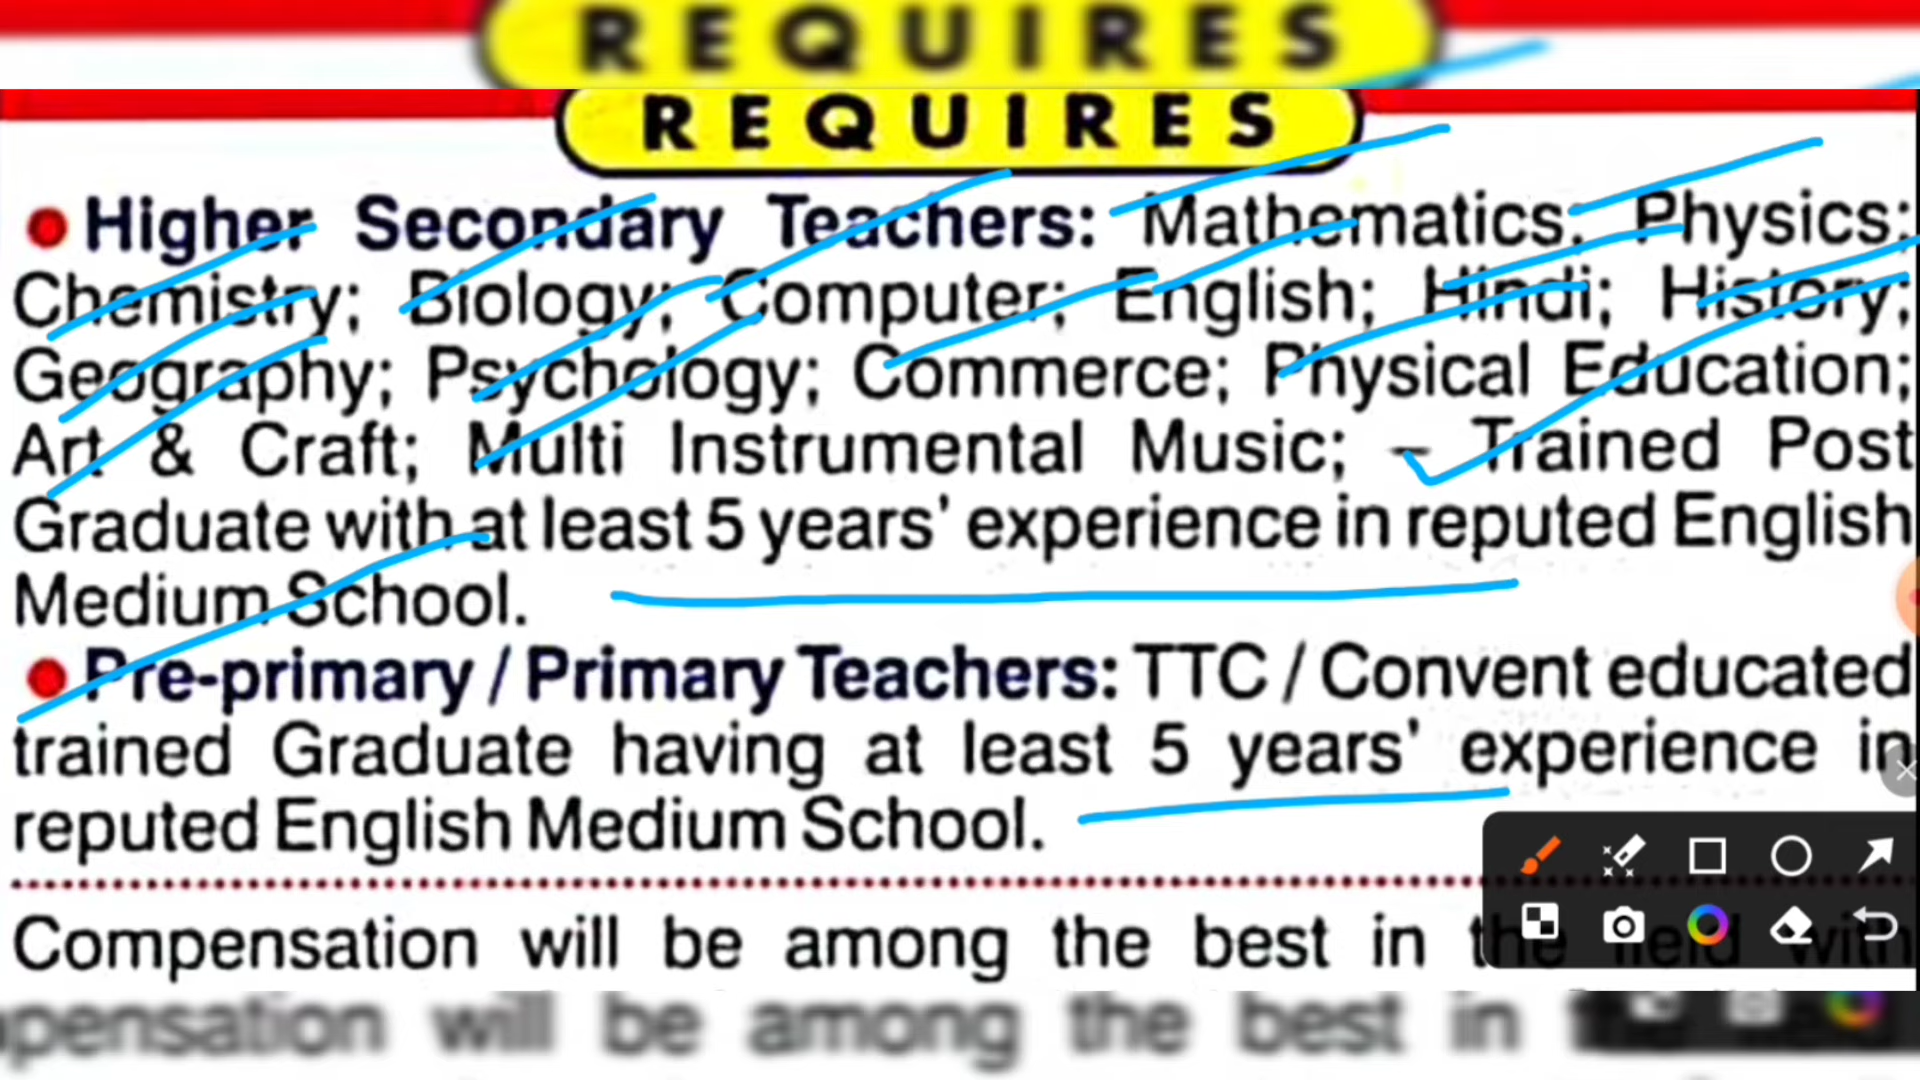 REQUIRES
REQUIRES
Higher Secondary Teachers: Mathematics; Physics;
Chemistry; Biology; Computer; English; Hindi; History;
Geography; Psychology; Commerce; Physical Education;
Art & Craft; Multi Instrumental Music; – Trained Post
Graduate with at least 5 years' experience in reputed English
Medium School.
Pre-primary / Primary Teachers: TTC / Convent educated
trained Graduate having at least 5 years' experience in
reputed English Medium School.
Compensation will be among the best in the field with
pensation will be among the best in